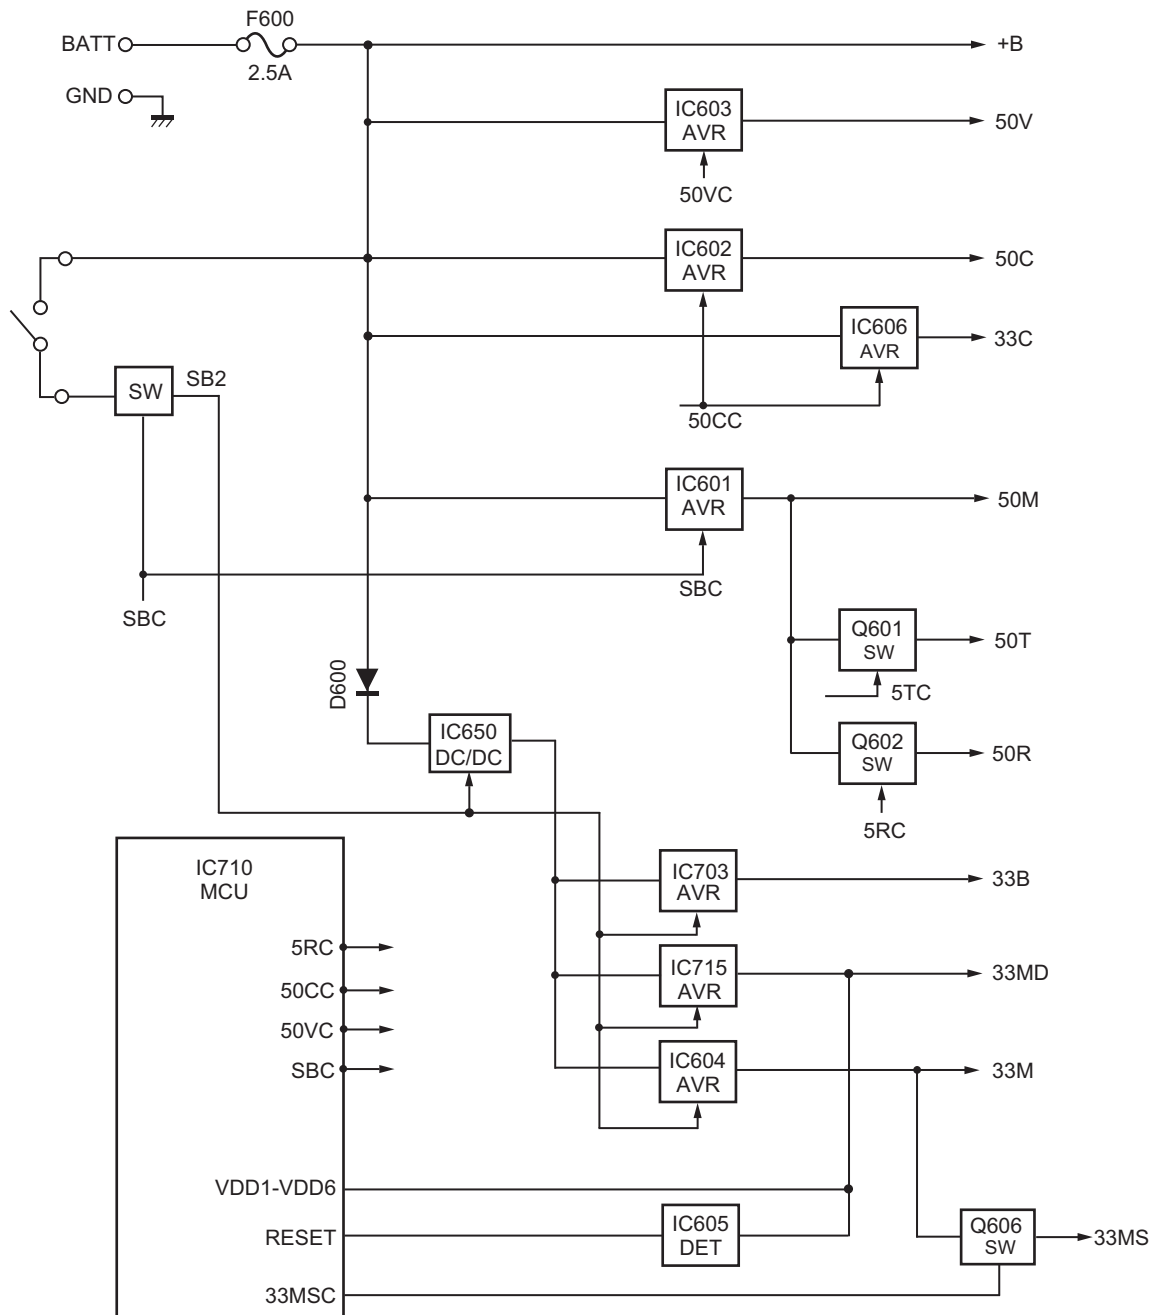 F600
BATT
+B
2.5A
GND
IC603
AVR
50V
50VC
IC602
AVR
50C
IC606
AVR
33C
SW
SB2
50CC
IC601
AVR
50M
SBC
SBC
Q601
SW
50T
5TC
D600
IC650
DC/DC
Q602
SW
50R
5RC
IC710
MCU
IC703
AVR
33B
5RC
IC715
AVR
33MD
50CC
50VC
IC604
AVR
33M
SBC
VDD1-VDD6
IC605
DET
RESET
Q606
SW
33MS
33MSC